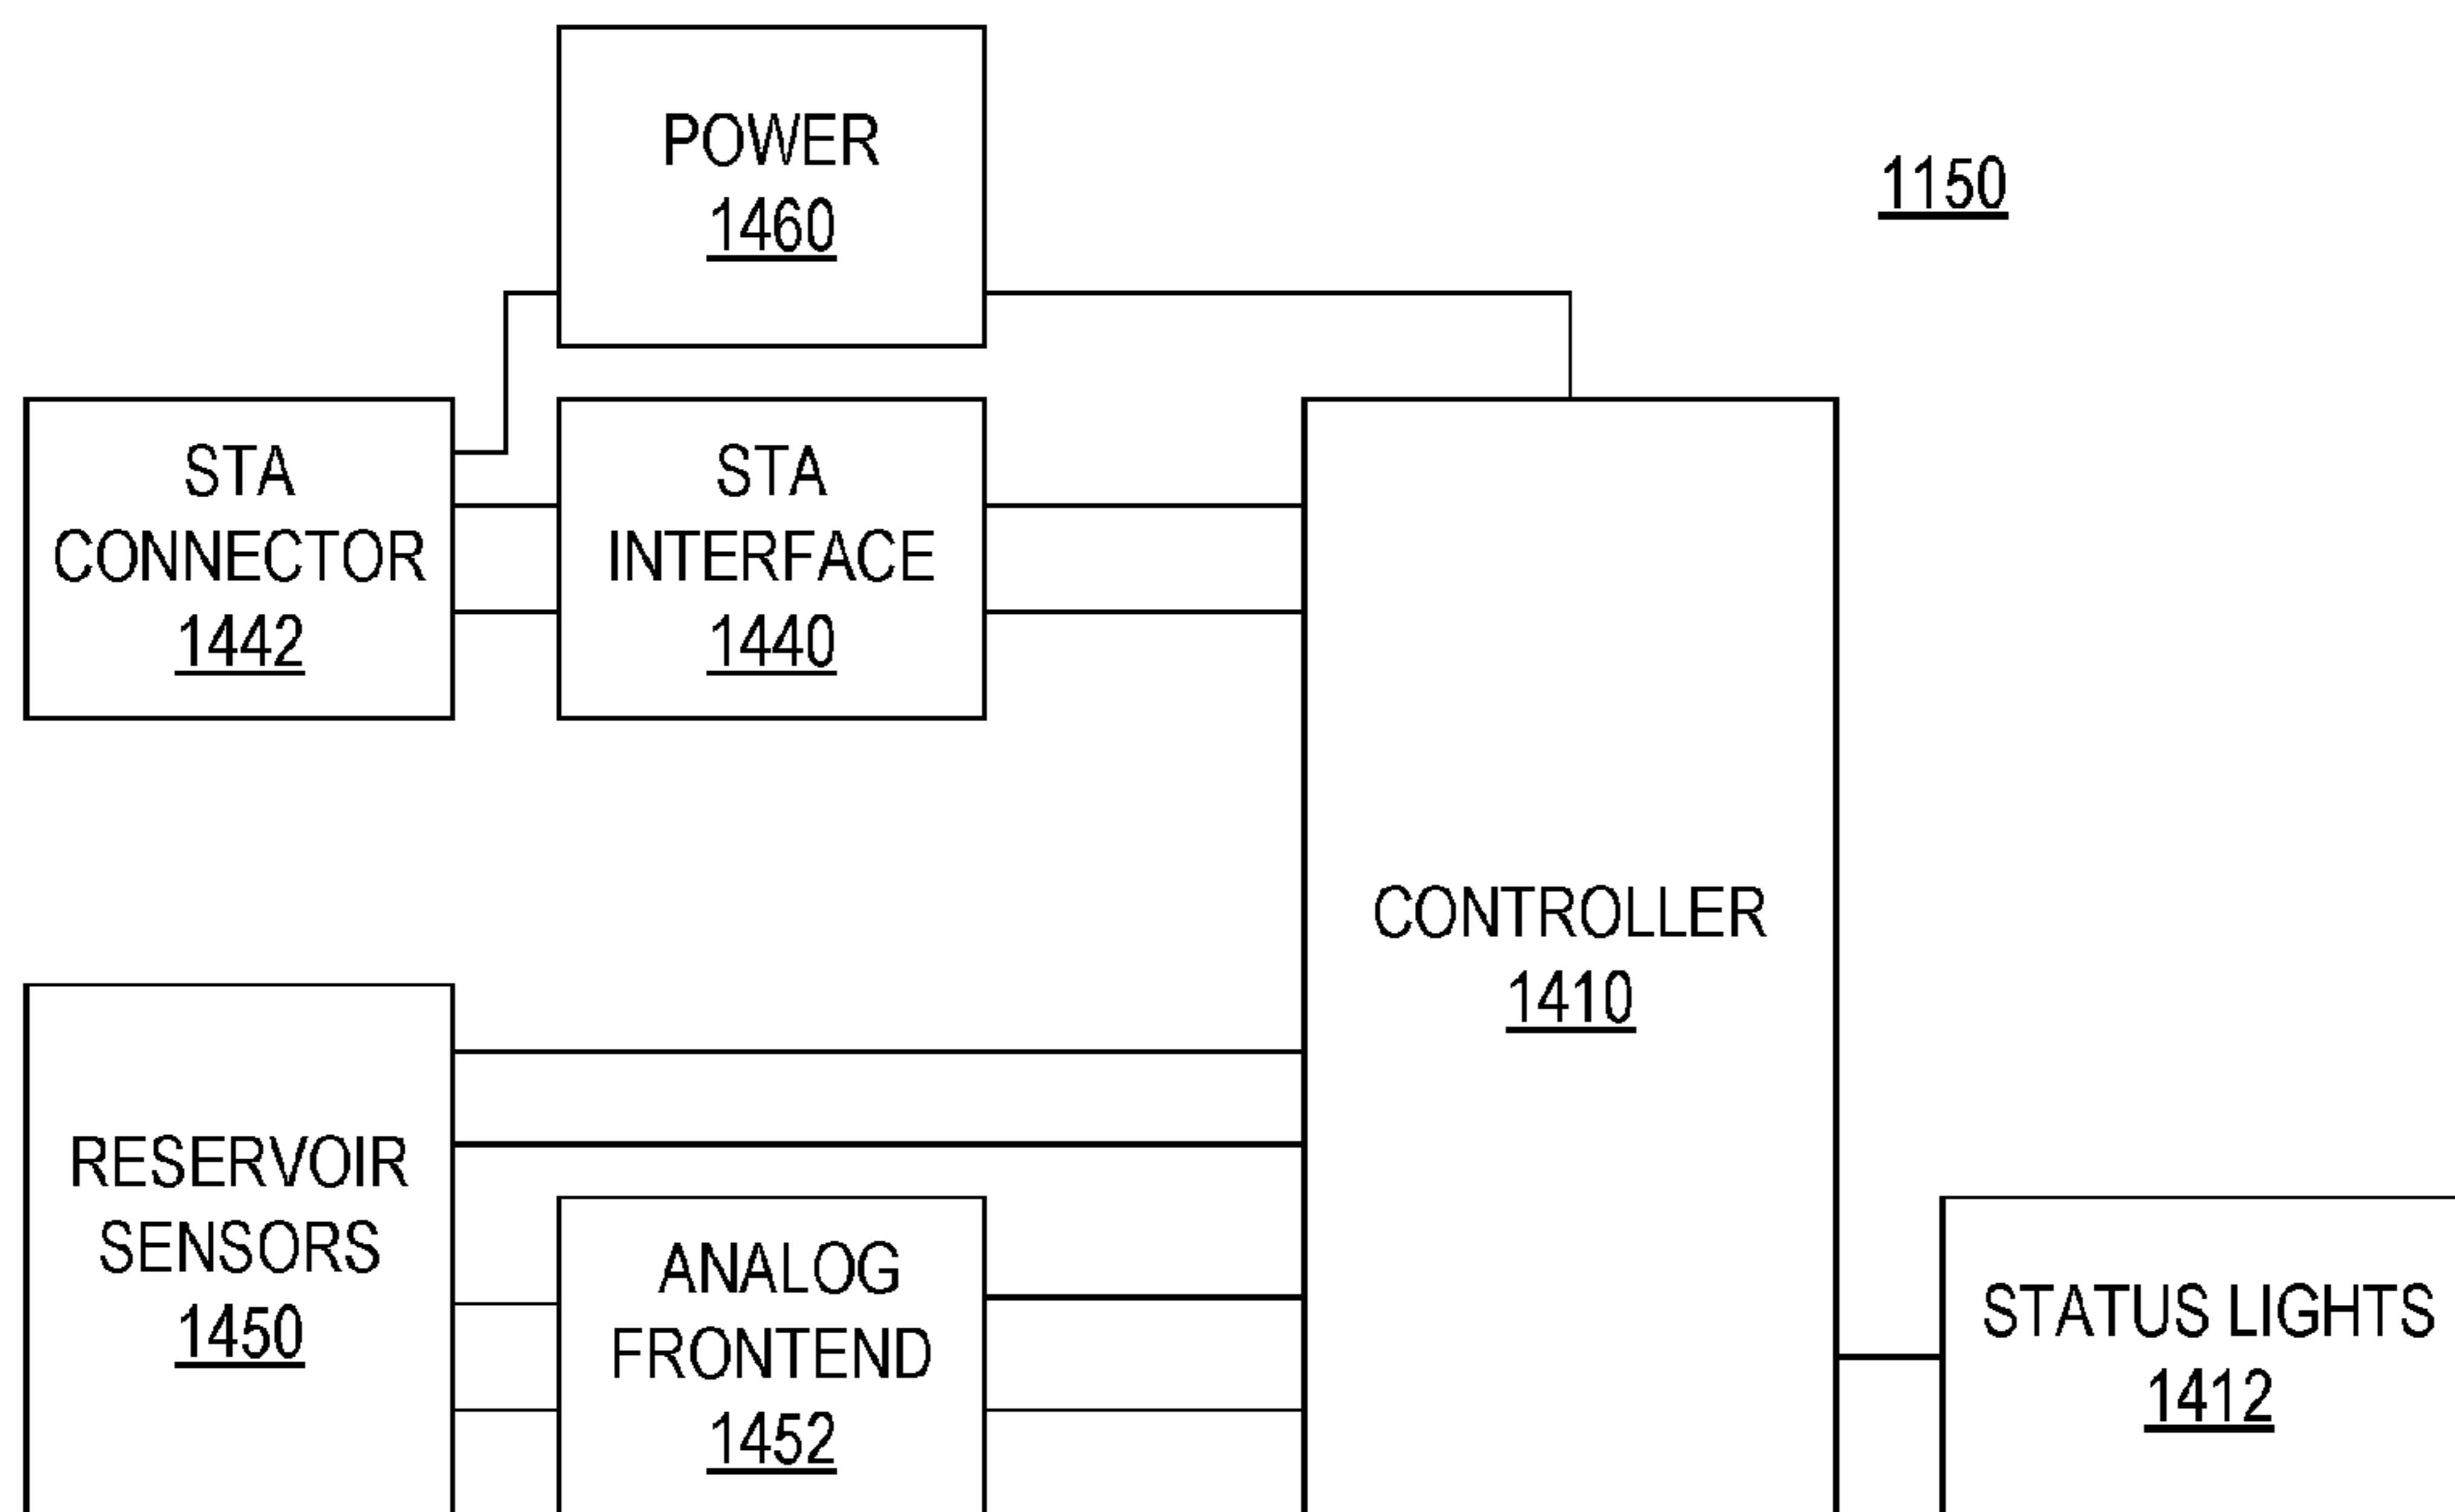 POWER
1460
1150
STA
CONNECTOR
1442
STA
INTERFACE
1440
CONTROLLER
1410
RESERVOIR
SENSORS
1450
ANALOG
FRONTEND
1452
STATUS LIGHTS
1412